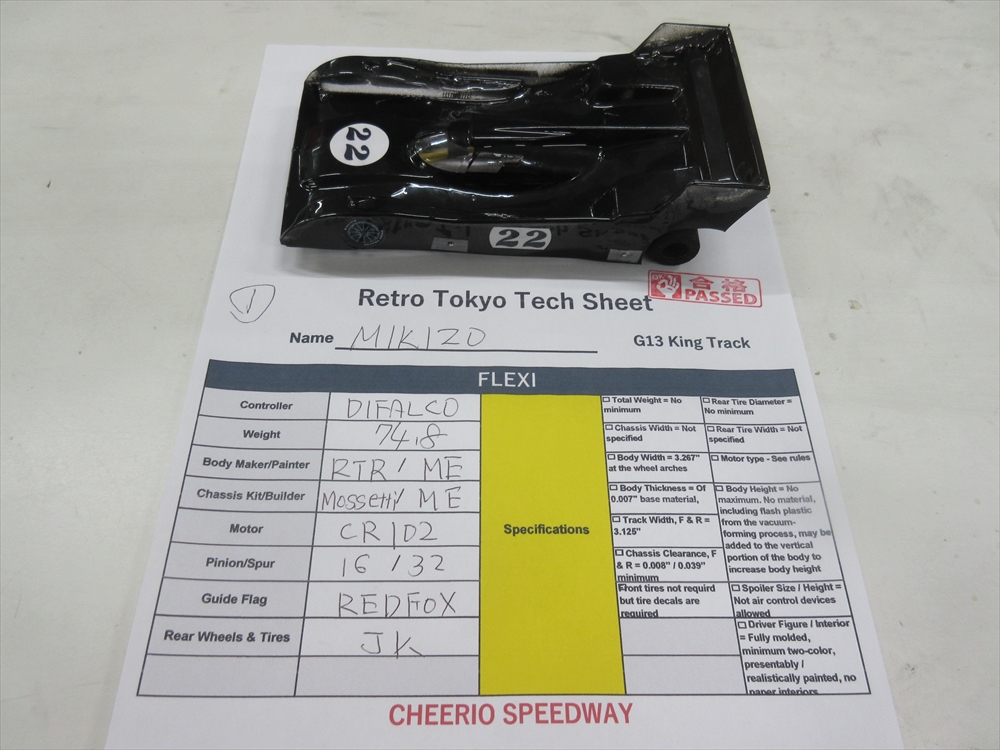 22
22
合格
PASSED
1
Retro Tokyo Tech Sheet
Name MIKIZO
G13 King Track
FLEXI
Controller DIFALCO
Weight 74.8
Body Maker/Painter RTR / ME
Chassis Kit/Builder Mossetti/ ME
Motor CR102
Pinion/Spur 16 / 32
Guide Flag REDFOX
Rear Wheels & Tires JK
Specifications
Total Weight = No
minimum
Chassis Width = Not
specified
Body Width = 3.267"
at the wheel arches
Body Thickness = Of
0.007" base material,
Track Width, F & R =
3.125"
Chassis Clearance, F
& R = 0.008" / 0.039"
minimum
Front tires not requird
but tire decals are
required
Rear Tire Diameter =
No minimum
Rear Tire Width = Not
specified
Motor type - See rules
Body Height = No
maximum. No material,
including flash plastic
from the vacuum-
forming process, may be
added to the vertical
portion of the body to
increase body height
Spoiler Size / Height =
Not air control devices
allowed
Driver Figure / Interior
= Fully molded,
minimum two-color,
presentably /
realistically painted, no
paper interiors
CHEERIO SPEEDWAY